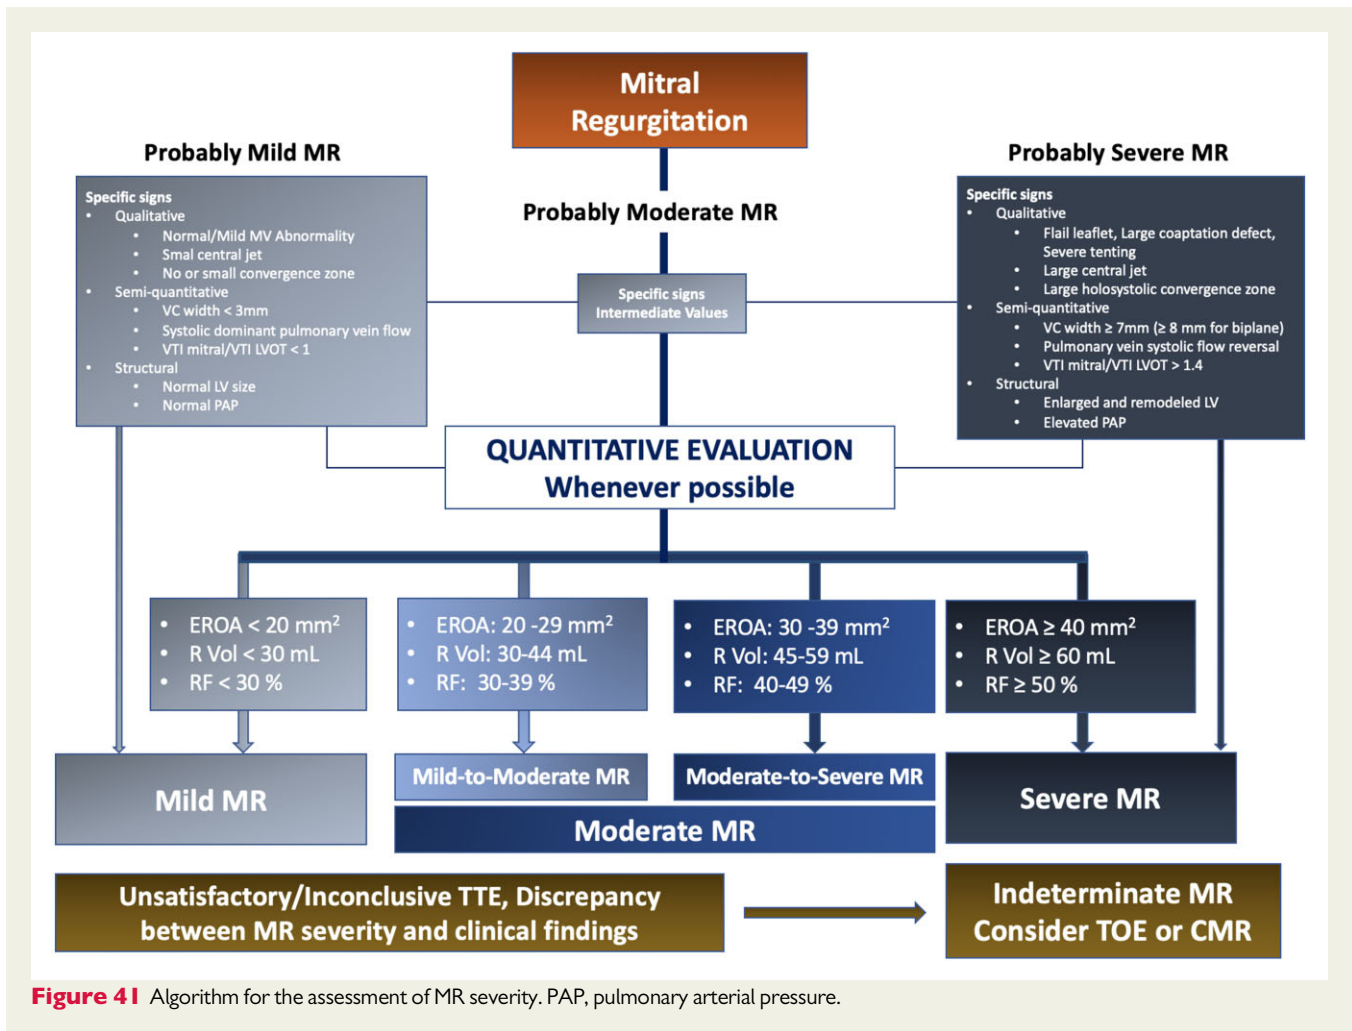 Mitral
Regurgitation
Probably Mild MR
Specific signs
• Qualitative
• Normal/Mild MV Abnormality
• Smal central jet
• No or small convergence zone
• Semi-quantitative
• VC width < 3mm
• Systolic dominant pulmonary vein flow
• VTI mitral/VTI LVOT < 1
• Structural
• Normal LV size
• Normal PAP
Probably Moderate MR
Specific signs
Intermediate Values
Probably Severe MR
Specific signs
• Qualitative
• Flail leaflet, Large coaptation defect,
Severe tenting
• Large central jet
• Large holosystolic convergence zone
• Semi-quantitative
• VC width ≥ 7mm (≥ 8 mm for biplane)
• Pulmonary vein systolic flow reversal
• VTI mitral/VTI LVOT > 1.4
• Structural
• Enlarged and remodeled LV
• Elevated PAP
QUANTITATIVE EVALUATION
Whenever possible
• EROA < 20 mm²
• R Vol < 30 mL
• RF < 30 %
• EROA: 20 -29 mm²
• R Vol: 30-44 mL
• RF: 30-39 %
• EROA: 30 -39 mm²
• R Vol: 45-59 mL
• RF: 40-49 %
• EROA ≥ 40 mm²
• R Vol ≥ 60 mL
• RF ≥ 50 %
Mild MR
Mild-to-Moderate MR
Moderate-to-Severe MR
Moderate MR
Severe MR
Unsatisfactory/Inconclusive TTE, Discrepancy
between MR severity and clinical findings
Indeterminate MR
Consider TOE or CMR
Figure 41 Algorithm for the assessment of MR severity. PAP, pulmonary arterial pressure.